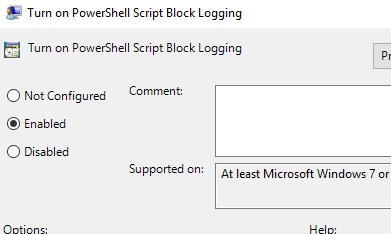 Turn on PowerShell Script Block Logging
Turn on PowerShell Script Block Logging
Not Configured
Comment:
Enabled
Disabled
Supported on:
At least Microsoft Windows 7 or
Options:
Help: